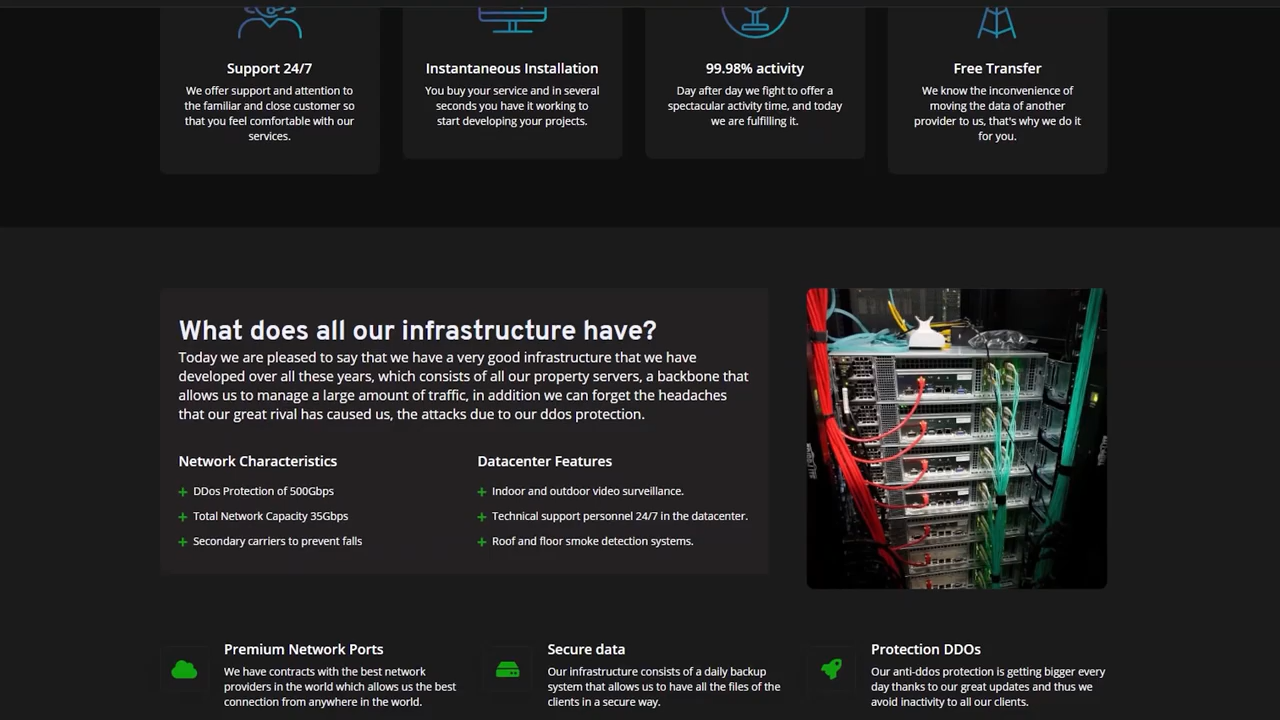 Support 24/7
We offer support and attention to
the familiar and close customer so
that you feel comfortable with our
services.
Instantaneous Installation
You buy your service and in several
seconds you have it working to
start developing your projects.
99.98% activity
Day after day we fight to offer a
spectacular activity time, and today
we are fulfilling it.
Free Transfer
We know the inconvenience of
moving the data of another
provider to us, that's why we do it
for you.
What does all our infrastructure have?
Today we are pleased to say that we have a very good infrastructure that we have
developed over all these years, which consists of all our property servers, a backbone that
allows us to manage a large amount of traffic, in addition we can forget the headaches
that our great rival has caused us, the attacks due to our ddos protection.
Network Characteristics
DDos Protection of 500Gbps
Total Network Capacity 35Gbps
Secondary carriers to prevent falls
Datacenter Features
Indoor and outdoor video surveillance.
Technical support personnel 24/7 in the datacenter.
Roof and floor smoke detection systems.
Premium Network Ports
We have contracts with the best network
providers in the world which allows us the best
connection from anywhere in the world.
Secure data
Our infrastructure consists of a daily backup
system that allows us to have all the files of the
clients in a secure way.
Protection DDOs
Our anti-ddos protection is getting bigger every
day thanks to our great updates and thus we
avoid inactivity to all our clients.